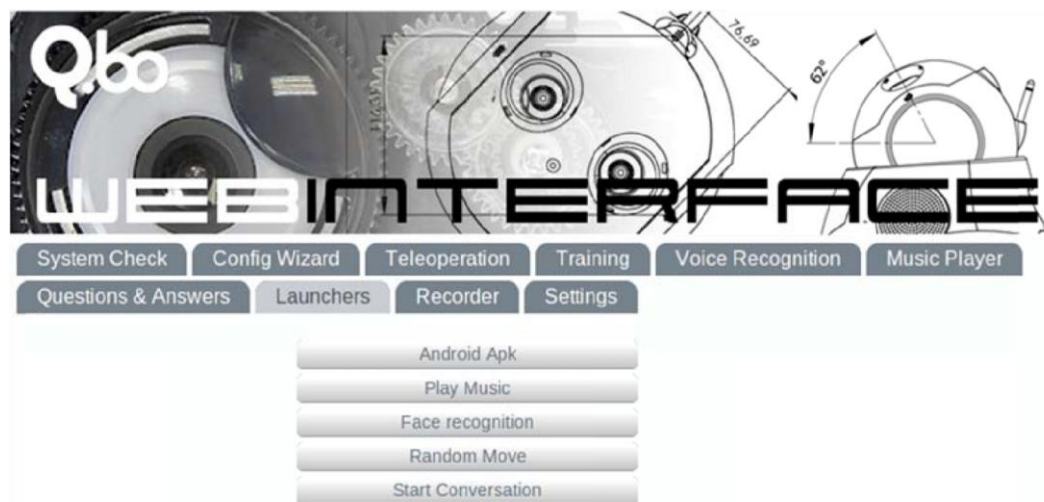 Q.bo
76,69
62°
WEBINTERFACE
System Check Config Wizard Teleoperation Training Voice Recognition Music Player
Questions & Answers Launchers Recorder Settings
Android Apk
Play Music
Face recognition
Random Move
Start Conversation